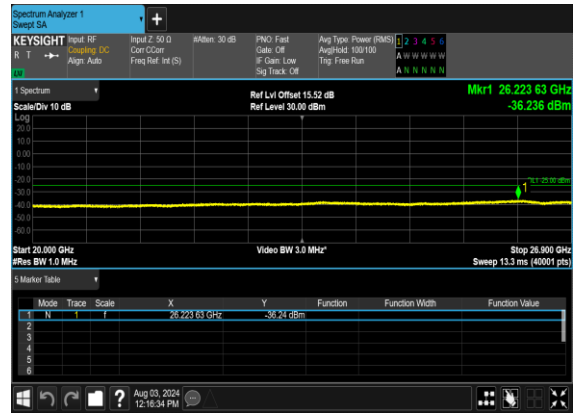 Spectrum Analyzer 1
Swept SA
+
KEYSIGHT Input: RF Input Z: 50 Ω #Atten: 30 dB PNO: Fast Avg Type: Power (RMS) 1 2 3 4 5 6
R T Coupling: DC Corr CCorr Gate: Off Avg|Hold: 100/100 A W W W W W
Align: Auto Freq Ref: Int (S) IF Gain: Low Trig: Free Run
Sig Track: Off A N N N N N
1 Spectrum Ref Lvl Offset 15.52 dB Mkr1 26.223 63 GHz
Scale/Div 10 dB Ref Level 30.00 dBm -36.236 dBm
Log
20.0
10.0
0.00
-10.0
-20.0
DL1 -25.00 dBm
1
-30.0
-40.0
-50.0
-60.0
Start 20.000 GHz Video BW 3.0 MHz* Stop 26.900 GHz
#Res BW 1.0 MHz Sweep 13.3 ms (40001 pts)
5 Marker Table
Mode Trace Scale X Y Function Function Width Function Value
1 N 1 f 26.223 63 GHz -36.24 dBm
2
3
4
5
6
? Aug 03, 2024
12:16:34 PM